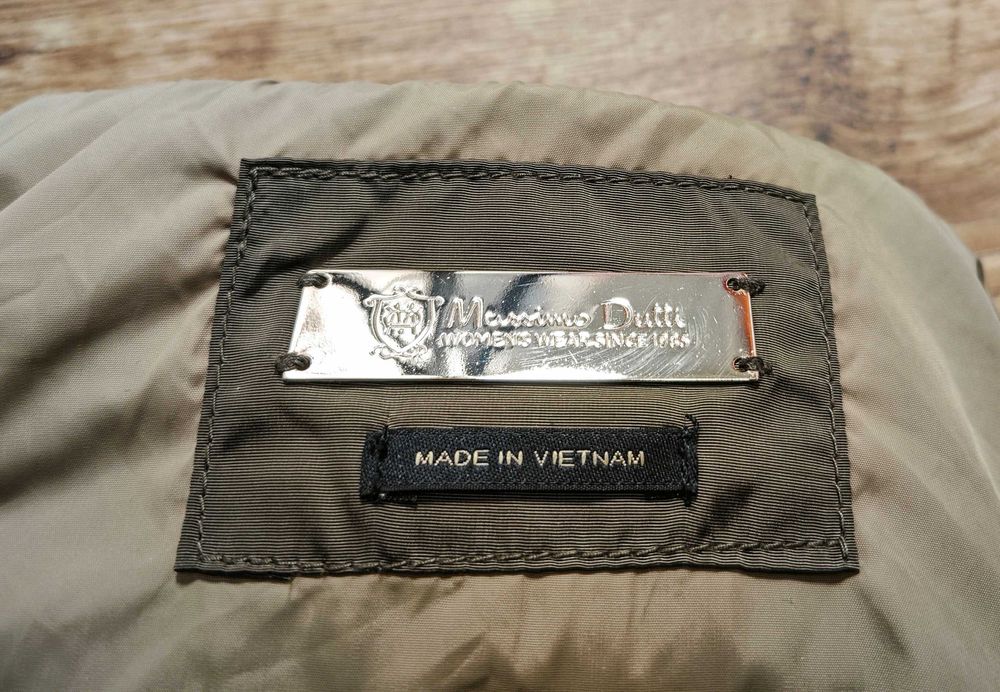 Massimo Dutti
WOMEN'S WEAR SINCE 1985
MADE IN VIETNAM